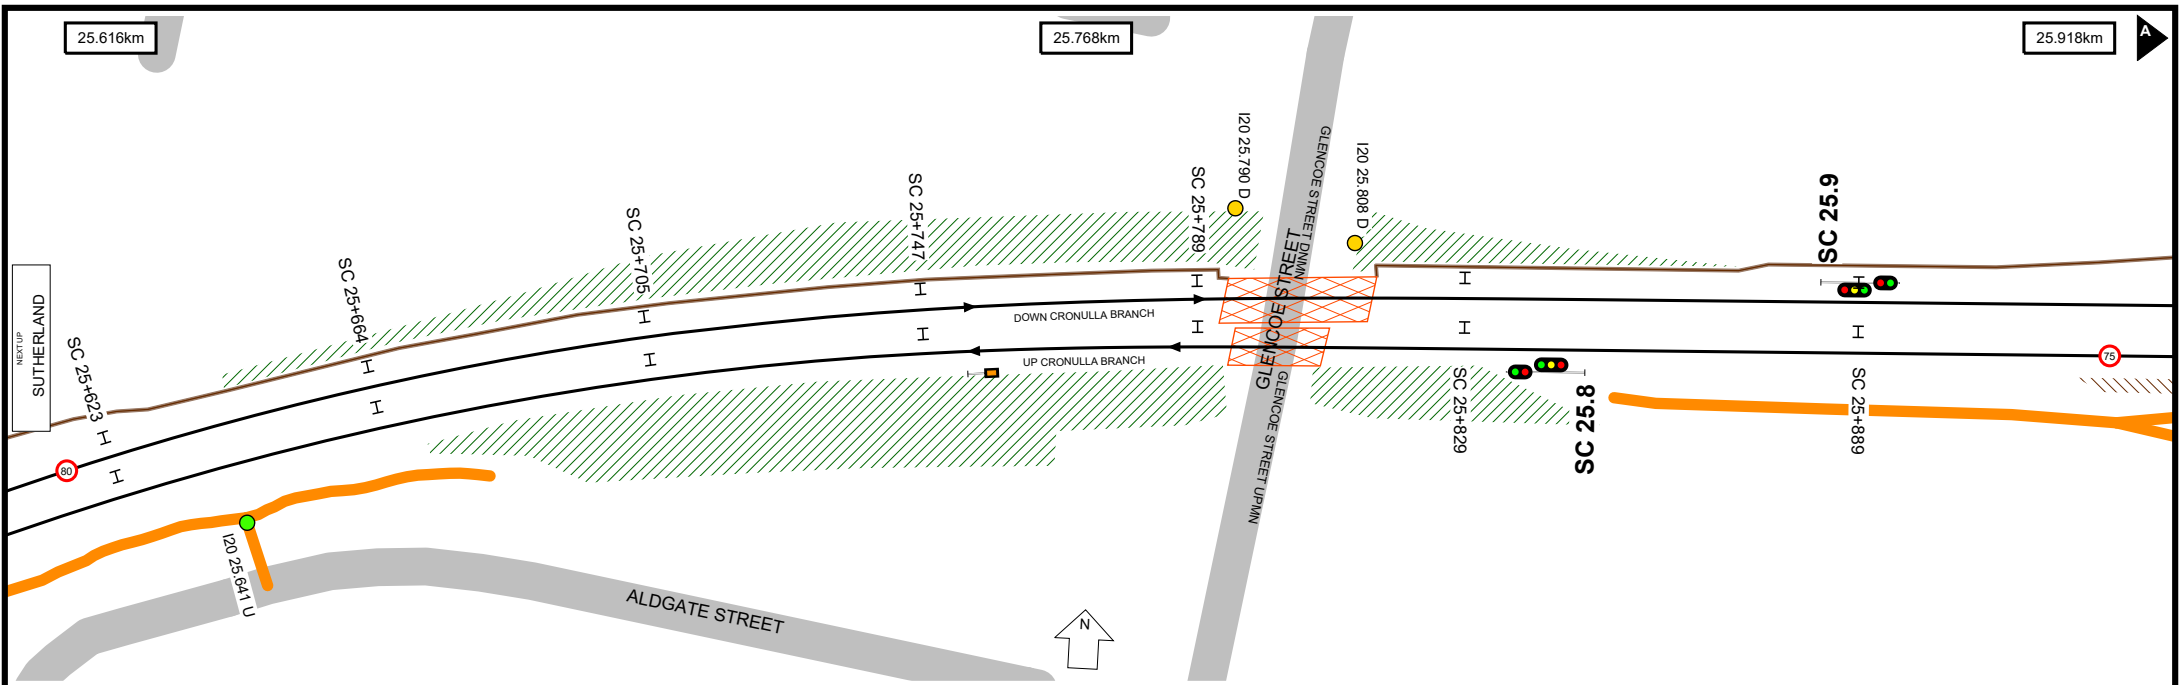 25.616km
25.768km
25.918km
A
NEXT UP
SUTHERLAND
SC 25+623
SC 25+664
SC 25+705
SC 25+747
SC 25+789
I20 25.790 D
GLENCOE STREET DNMN
I20 25.808 D
SC 25.9
DOWN CRONULLA BRANCH
UP CRONULLA BRANCH
GLENCOE STREET
GLENCOE STREET UPMN
SC 25+829
SC 25.8
SC 25+889
75
80
I20 25.641 U
ALDGATE STREET
N